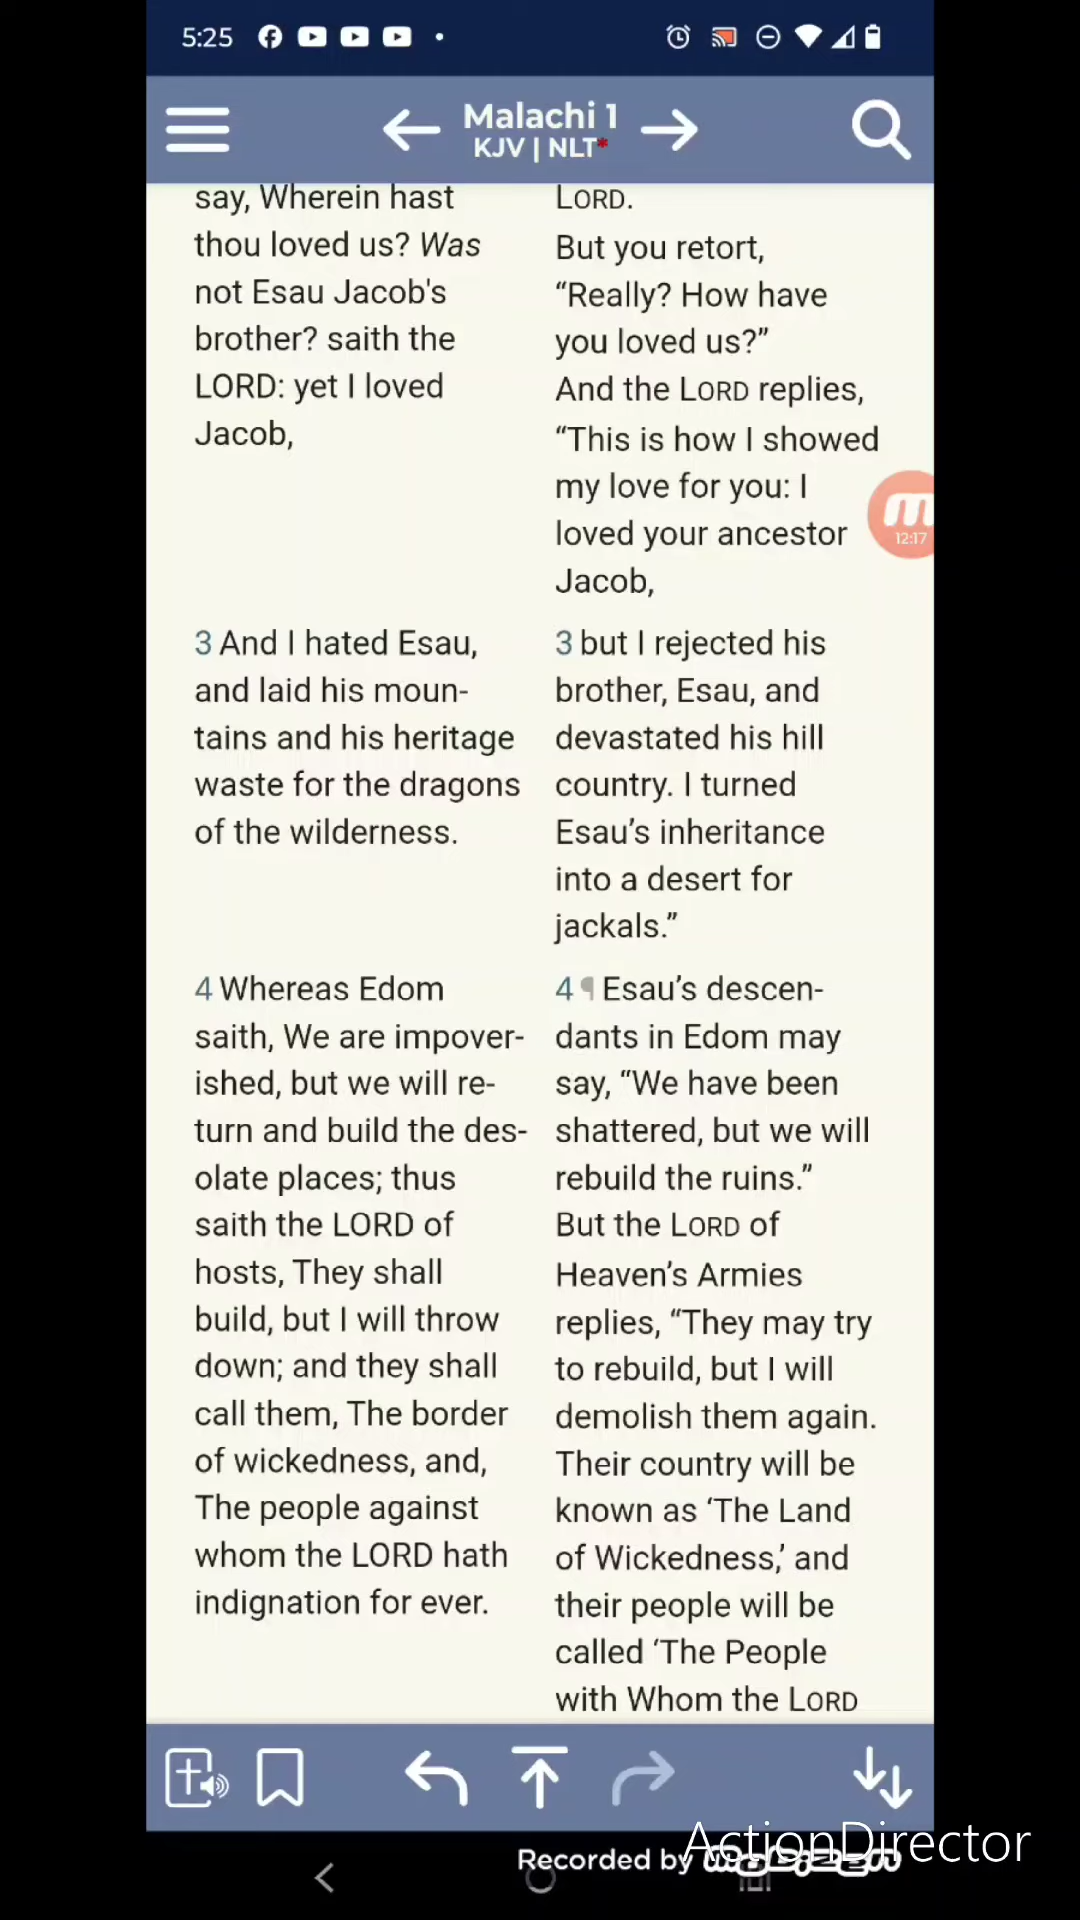 5:25
Malachi 1
KJV | NLT*
say, Wherein hast
thou loved us? Was
not Esau Jacob's
brother? saith the
LORD: yet I loved
Jacob,
LORD.
But you retort,
“Really? How have
you loved us?”
And the LORD replies,
“This is how I showed
my love for you: I
loved your ancestor
Jacob,
m
12:17
3 And I hated Esau,
and laid his moun-
tains and his heritage
waste for the dragons
of the wilderness.
3 but I rejected his
brother, Esau, and
devastated his hill
country. I turned
Esau’s inheritance
into a desert for
jackals.”
4 Whereas Edom
saith, We are impover-
ished, but we will re-
turn and build the des-
olate places; thus
saith the LORD of
hosts, They shall
build, but I will throw
down; and they shall
call them, The border
of wickedness, and,
The people against
whom the LORD hath
indignation for ever.
4 ¶ Esau’s descen-
dants in Edom may
say, “We have been
shattered, but we will
rebuild the ruins.”
But the LORD of
Heaven’s Armies
replies, “They may try
to rebuild, but I will
demolish them again.
Their country will be
known as ‘The Land
of Wickedness,’ and
their people will be
called ‘The People
with Whom the LORD
ActionDirector
Recorded by